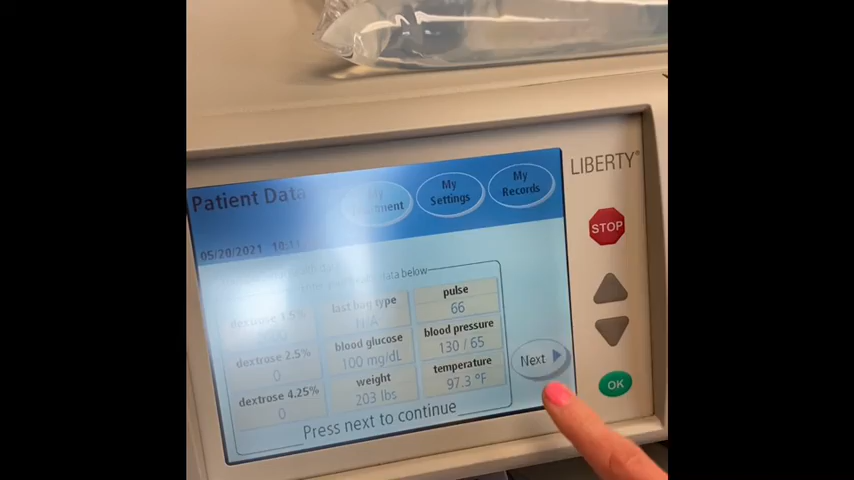 LIBERTY®
Patient Data
My Settings
My Records
05/20/2021 10:11
STOP
data below
dextrose 1.5%
last bag type
N/A
pulse
66
dextrose 2.5%
0
blood glucose
100 mg/dL
blood pressure
130 / 65
dextrose 4.25%
0
weight
203 lbs
temperature
97.3 °F
Next
OK
Press next to continue